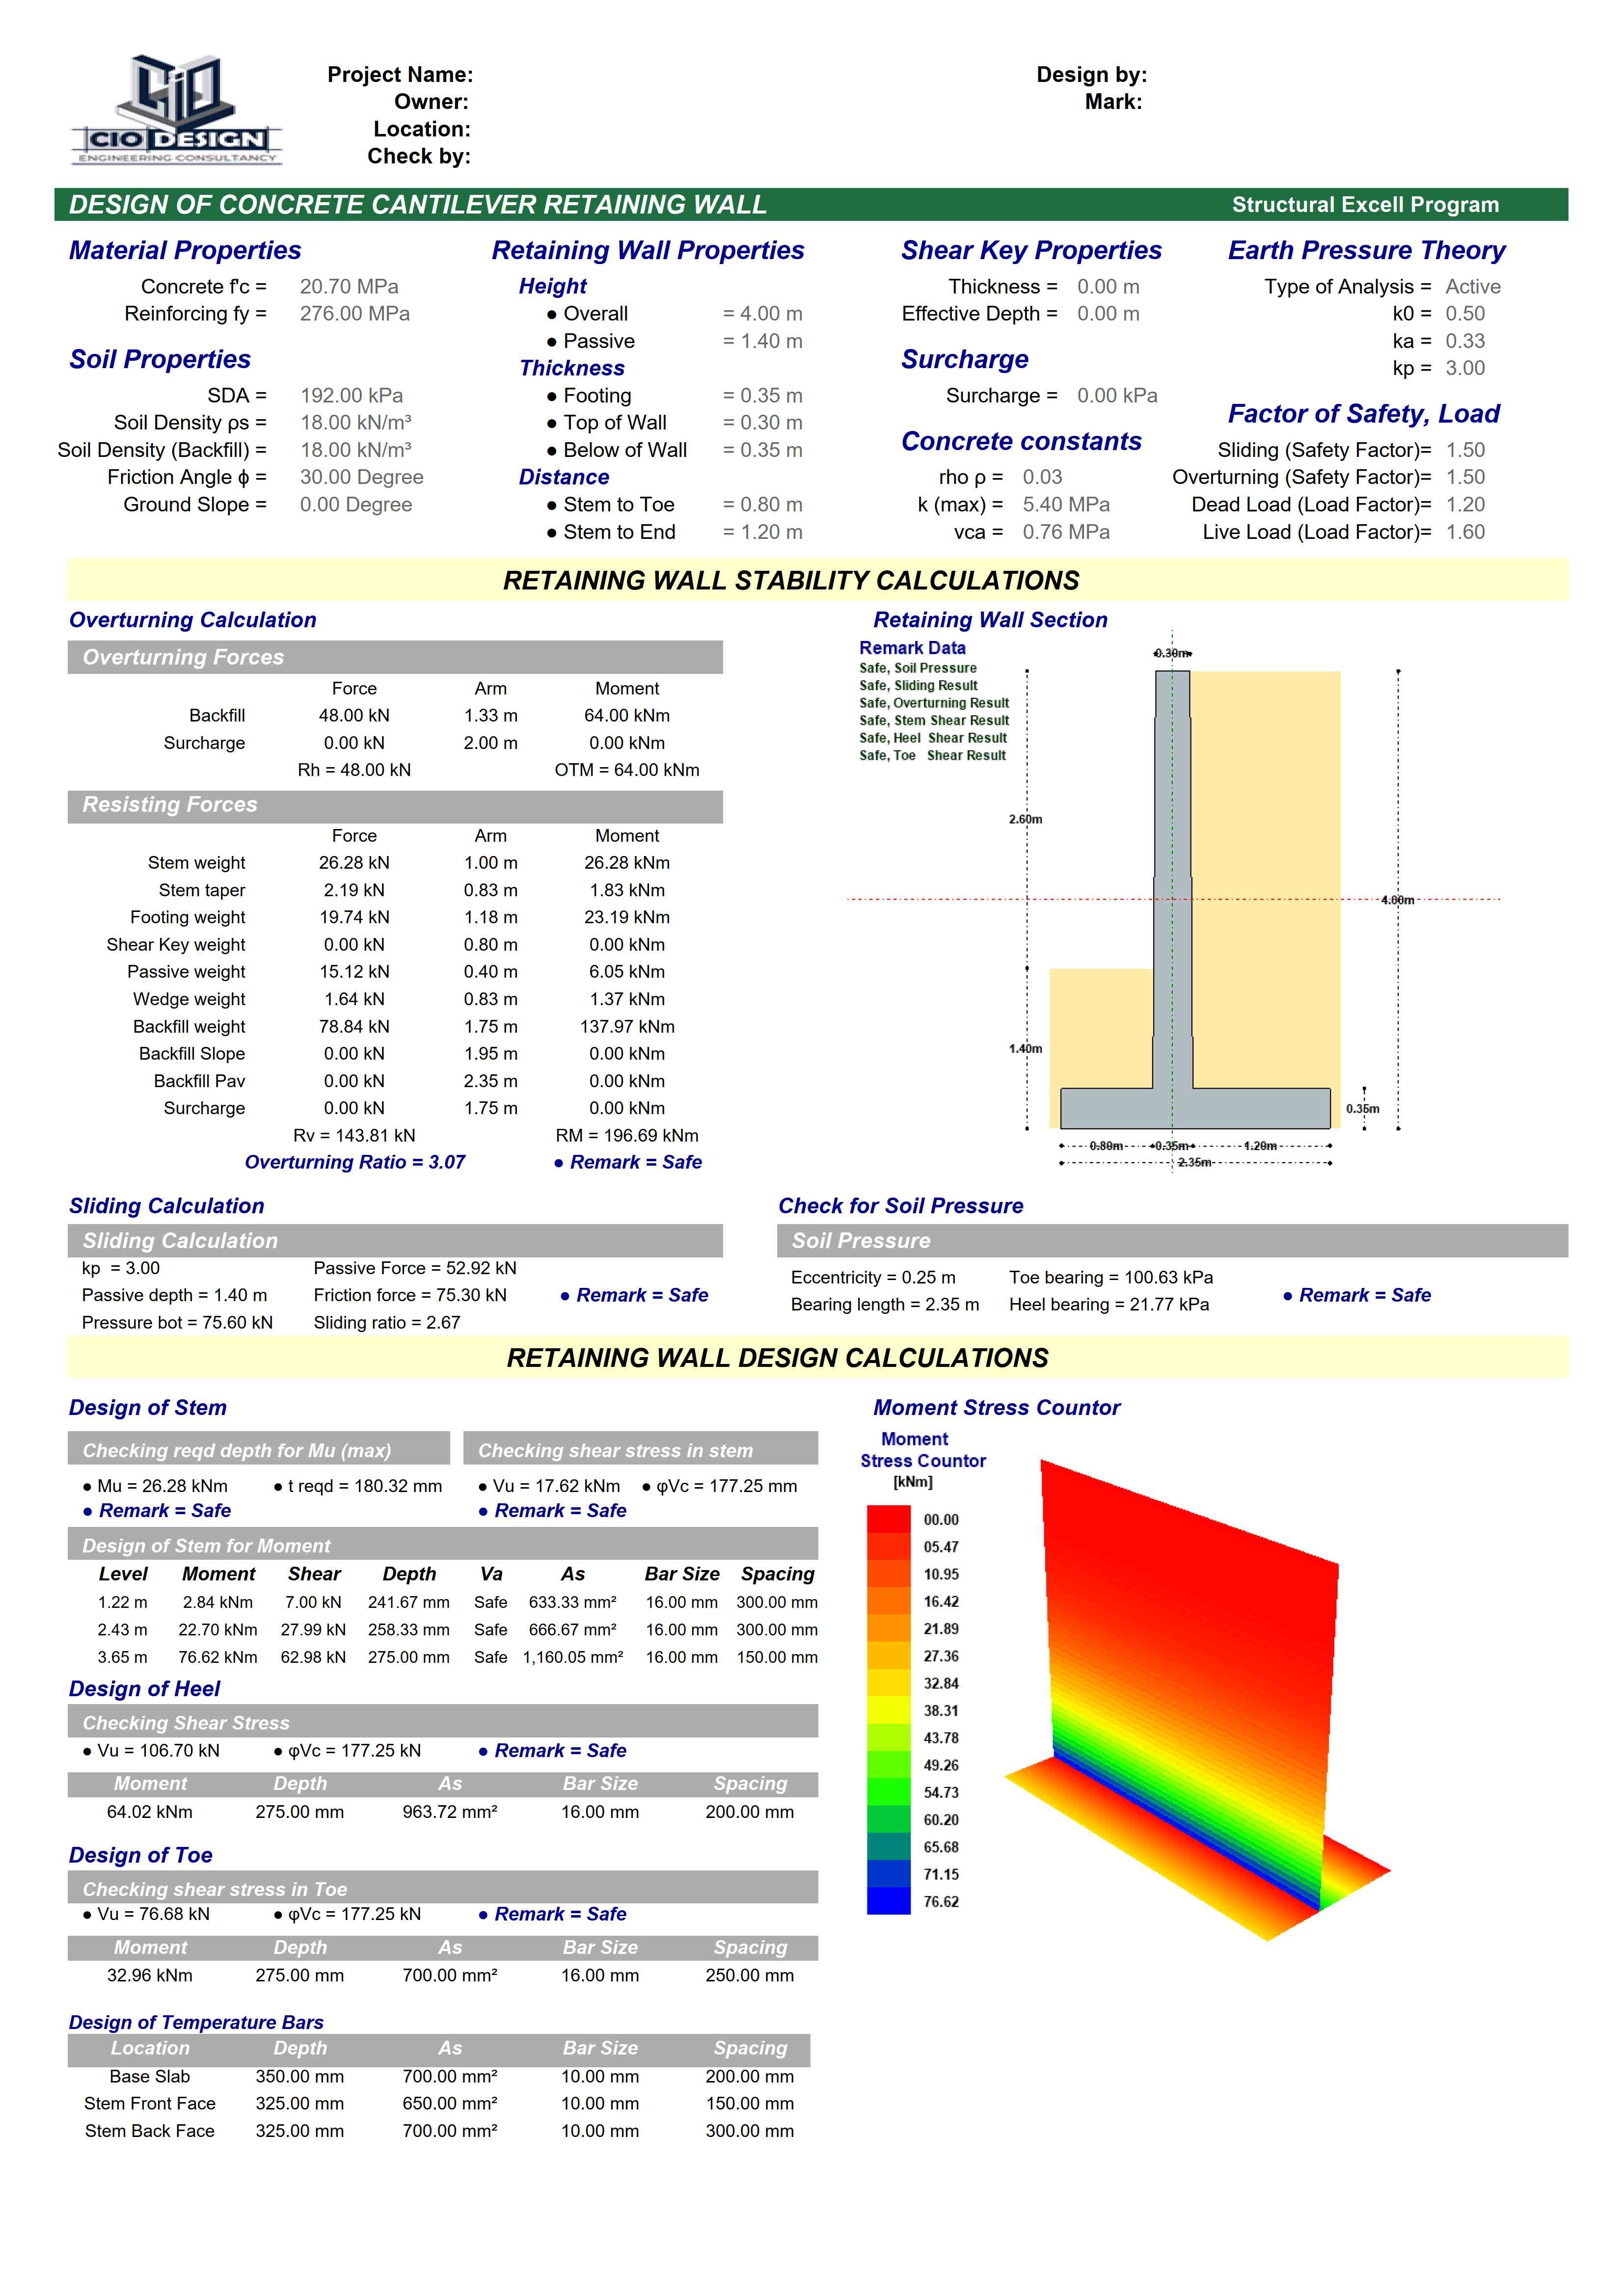 CIO DESIGN
ENGINEERING CONSULTANCY
Project Name:
Owner:
Location:
Check by:
Design by:
Mark:
DESIGN OF CONCRETE CANTILEVER RETAINING WALL Structural Excell Program
Material Properties
Concrete f'c = 20.70 MPa
Reinforcing fy = 276.00 MPa
Soil Properties
SDA = 192.00 kPa
Soil Density ρs = 18.00 kN/m³
Soil Density (Backfill) = 18.00 kN/m³
Friction Angle ϕ = 30.00 Degree
Ground Slope = 0.00 Degree
Retaining Wall Properties
Height
● Overall = 4.00 m
● Passive = 1.40 m
Thickness
● Footing = 0.35 m
● Top of Wall = 0.30 m
● Below of Wall = 0.35 m
Distance
● Stem to Toe = 0.80 m
● Stem to End = 1.20 m
Shear Key Properties
Thickness = 0.00 m
Effective Depth = 0.00 m
Surcharge
Surcharge = 0.00 kPa
Concrete constants
rho ρ = 0.03
k (max) = 5.40 MPa
vca = 0.76 MPa
Earth Pressure Theory
Type of Analysis = Active
k0 = 0.50
ka = 0.33
kp = 3.00
Factor of Safety, Load
Sliding (Safety Factor)= 1.50
Overturning (Safety Factor)= 1.50
Dead Load (Load Factor)= 1.20
Live Load (Load Factor)= 1.60
RETAINING WALL STABILITY CALCULATIONS
Overturning Calculation
Overturning Forces
Force Arm Moment
Backfill 48.00 kN 1.33 m 64.00 kNm
Surcharge 0.00 kN 2.00 m 0.00 kNm
Rh = 48.00 kN OTM = 64.00 kNm
Resisting Forces
Force Arm Moment
Stem weight 26.28 kN 1.00 m 26.28 kNm
Stem taper 2.19 kN 0.83 m 1.83 kNm
Footing weight 19.74 kN 1.18 m 23.19 kNm
Shear Key weight 0.00 kN 0.80 m 0.00 kNm
Passive weight 15.12 kN 0.40 m 6.05 kNm
Wedge weight 1.64 kN 0.83 m 1.37 kNm
Backfill weight 78.84 kN 1.75 m 137.97 kNm
Backfill Slope 0.00 kN 1.95 m 0.00 kNm
Backfill Pav 0.00 kN 2.35 m 0.00 kNm
Surcharge 0.00 kN 1.75 m 0.00 kNm
Rv = 143.81 kN RM = 196.69 kNm
Overturning Ratio = 3.07 ● Remark = Safe
Retaining Wall Section
Remark Data
Safe, Soil Pressure
Safe, Sliding Result
Safe, Overturning Result
Safe, Stem Shear Result
Safe, Heel Shear Result
Safe, Toe Shear Result
0.30m
2.60m
4.00m
1.40m
0.35m
0.80m 0.35m 1.20m
2.35m
Sliding Calculation
Sliding Calculation
kp = 3.00 Passive Force = 52.92 kN
Passive depth = 1.40 m Friction force = 75.30 kN ● Remark = Safe
Pressure bot = 75.60 kN Sliding ratio = 2.67
Check for Soil Pressure
Soil Pressure
Eccentricity = 0.25 m Toe bearing = 100.63 kPa
● Remark = Safe
Bearing length = 2.35 m Heel bearing = 21.77 kPa
RETAINING WALL DESIGN CALCULATIONS
Design of Stem
Checking reqd depth for Mu (max) Checking shear stress in stem
● Mu = 26.28 kNm ● t reqd = 180.32 mm ● Vu = 17.62 kNm ● φVc = 177.25 mm
● Remark = Safe ● Remark = Safe
Design of Stem for Moment
Level Moment Shear Depth Va As Bar Size Spacing
1.22 m 2.84 kNm 7.00 kN 241.67 mm Safe 633.33 mm² 16.00 mm 300.00 mm
2.43 m 22.70 kNm 27.99 kN 258.33 mm Safe 666.67 mm² 16.00 mm 300.00 mm
3.65 m 76.62 kNm 62.98 kN 275.00 mm Safe 1,160.05 mm² 16.00 mm 150.00 mm
Design of Heel
Checking Shear Stress
● Vu = 106.70 kN ● φVc = 177.25 kN ● Remark = Safe
Moment Depth As Bar Size Spacing
64.02 kNm 275.00 mm 963.72 mm² 16.00 mm 200.00 mm
Design of Toe
Checking shear stress in Toe
● Vu = 76.68 kN ● φVc = 177.25 kN ● Remark = Safe
Moment Depth As Bar Size Spacing
32.96 kNm 275.00 mm 700.00 mm² 16.00 mm 250.00 mm
Design of Temperature Bars
Location Depth As Bar Size Spacing
Base Slab 350.00 mm 700.00 mm² 10.00 mm 200.00 mm
Stem Front Face 325.00 mm 650.00 mm² 10.00 mm 150.00 mm
Stem Back Face 325.00 mm 700.00 mm² 10.00 mm 300.00 mm
Moment Stress Countor
Moment
Stress Countor
[kNm]
00.00
05.47
10.95
16.42
21.89
27.36
32.84
38.31
43.78
49.26
54.73
60.20
65.68
71.15
76.62